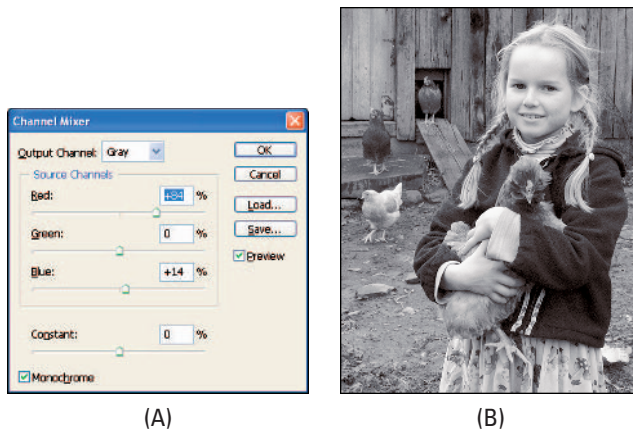 Channel Mixer
Output Channel: Gray
OK
Source Channels
Cancel
Red: +84 %
Load...
Green: 0 %
Save...
Preview
Blue: +14 %
Constant: 0 %
Monochrome
(A) (B)